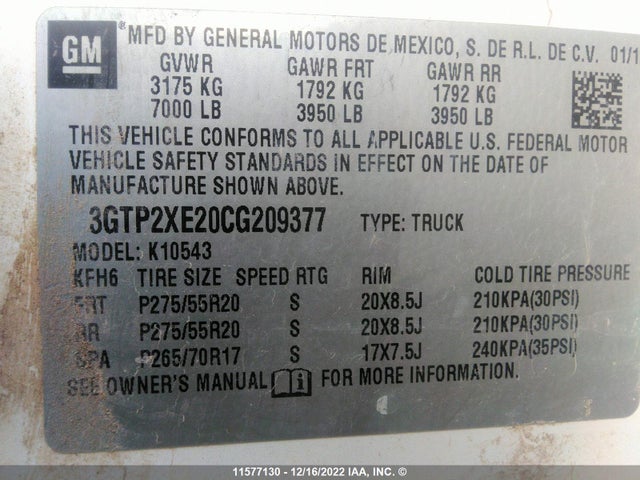 GM
MFD BY GENERAL MOTORS DE MEXICO, S. DE R.L. DE C.V. 01/1
GVWR GAWR FRT GAWR RR
3175 KG 1792 KG 1792 KG
7000 LB 3950 LB 3950 LB
THIS VEHICLE CONFORMS TO ALL APPLICABLE U.S. FEDERAL MOTOR
VEHICLE SAFETY STANDARDS IN EFFECT ON THE DATE OF
MANUFACTURE SHOWN ABOVE.
3GTP2XE20CG209377 TYPE: TRUCK
MODEL: K10543
KFH6 TIRE SIZE SPEED RTG RIM COLD TIRE PRESSURE
FRT P275/55R20 S 20X8.5J 210KPA(30PSI)
RR P275/55R20 S 20X8.5J 210KPA(30PSI)
SPA P265/70R17 S 17X7.5J 240KPA(35PSI)
SEE OWNER'S MANUAL FOR MORE INFORMATION.
11577130 - 12/16/2022 IAA, INC. ©